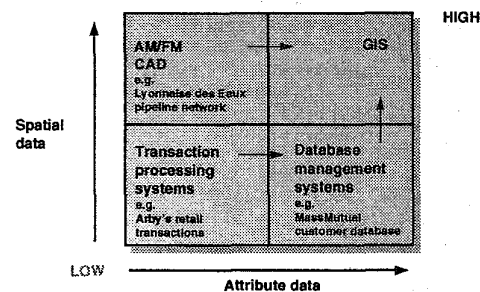 HIGH
AM/FM
CAD
e.g.
Lyonnaise des Eaux
pipeline network
GIS
Spatial
data
Transaction
processing
systems
e.g.
Arby's retail
transactions
Database
management
systems
e.g.
MassMutual
customer database
LOW
Attribute data